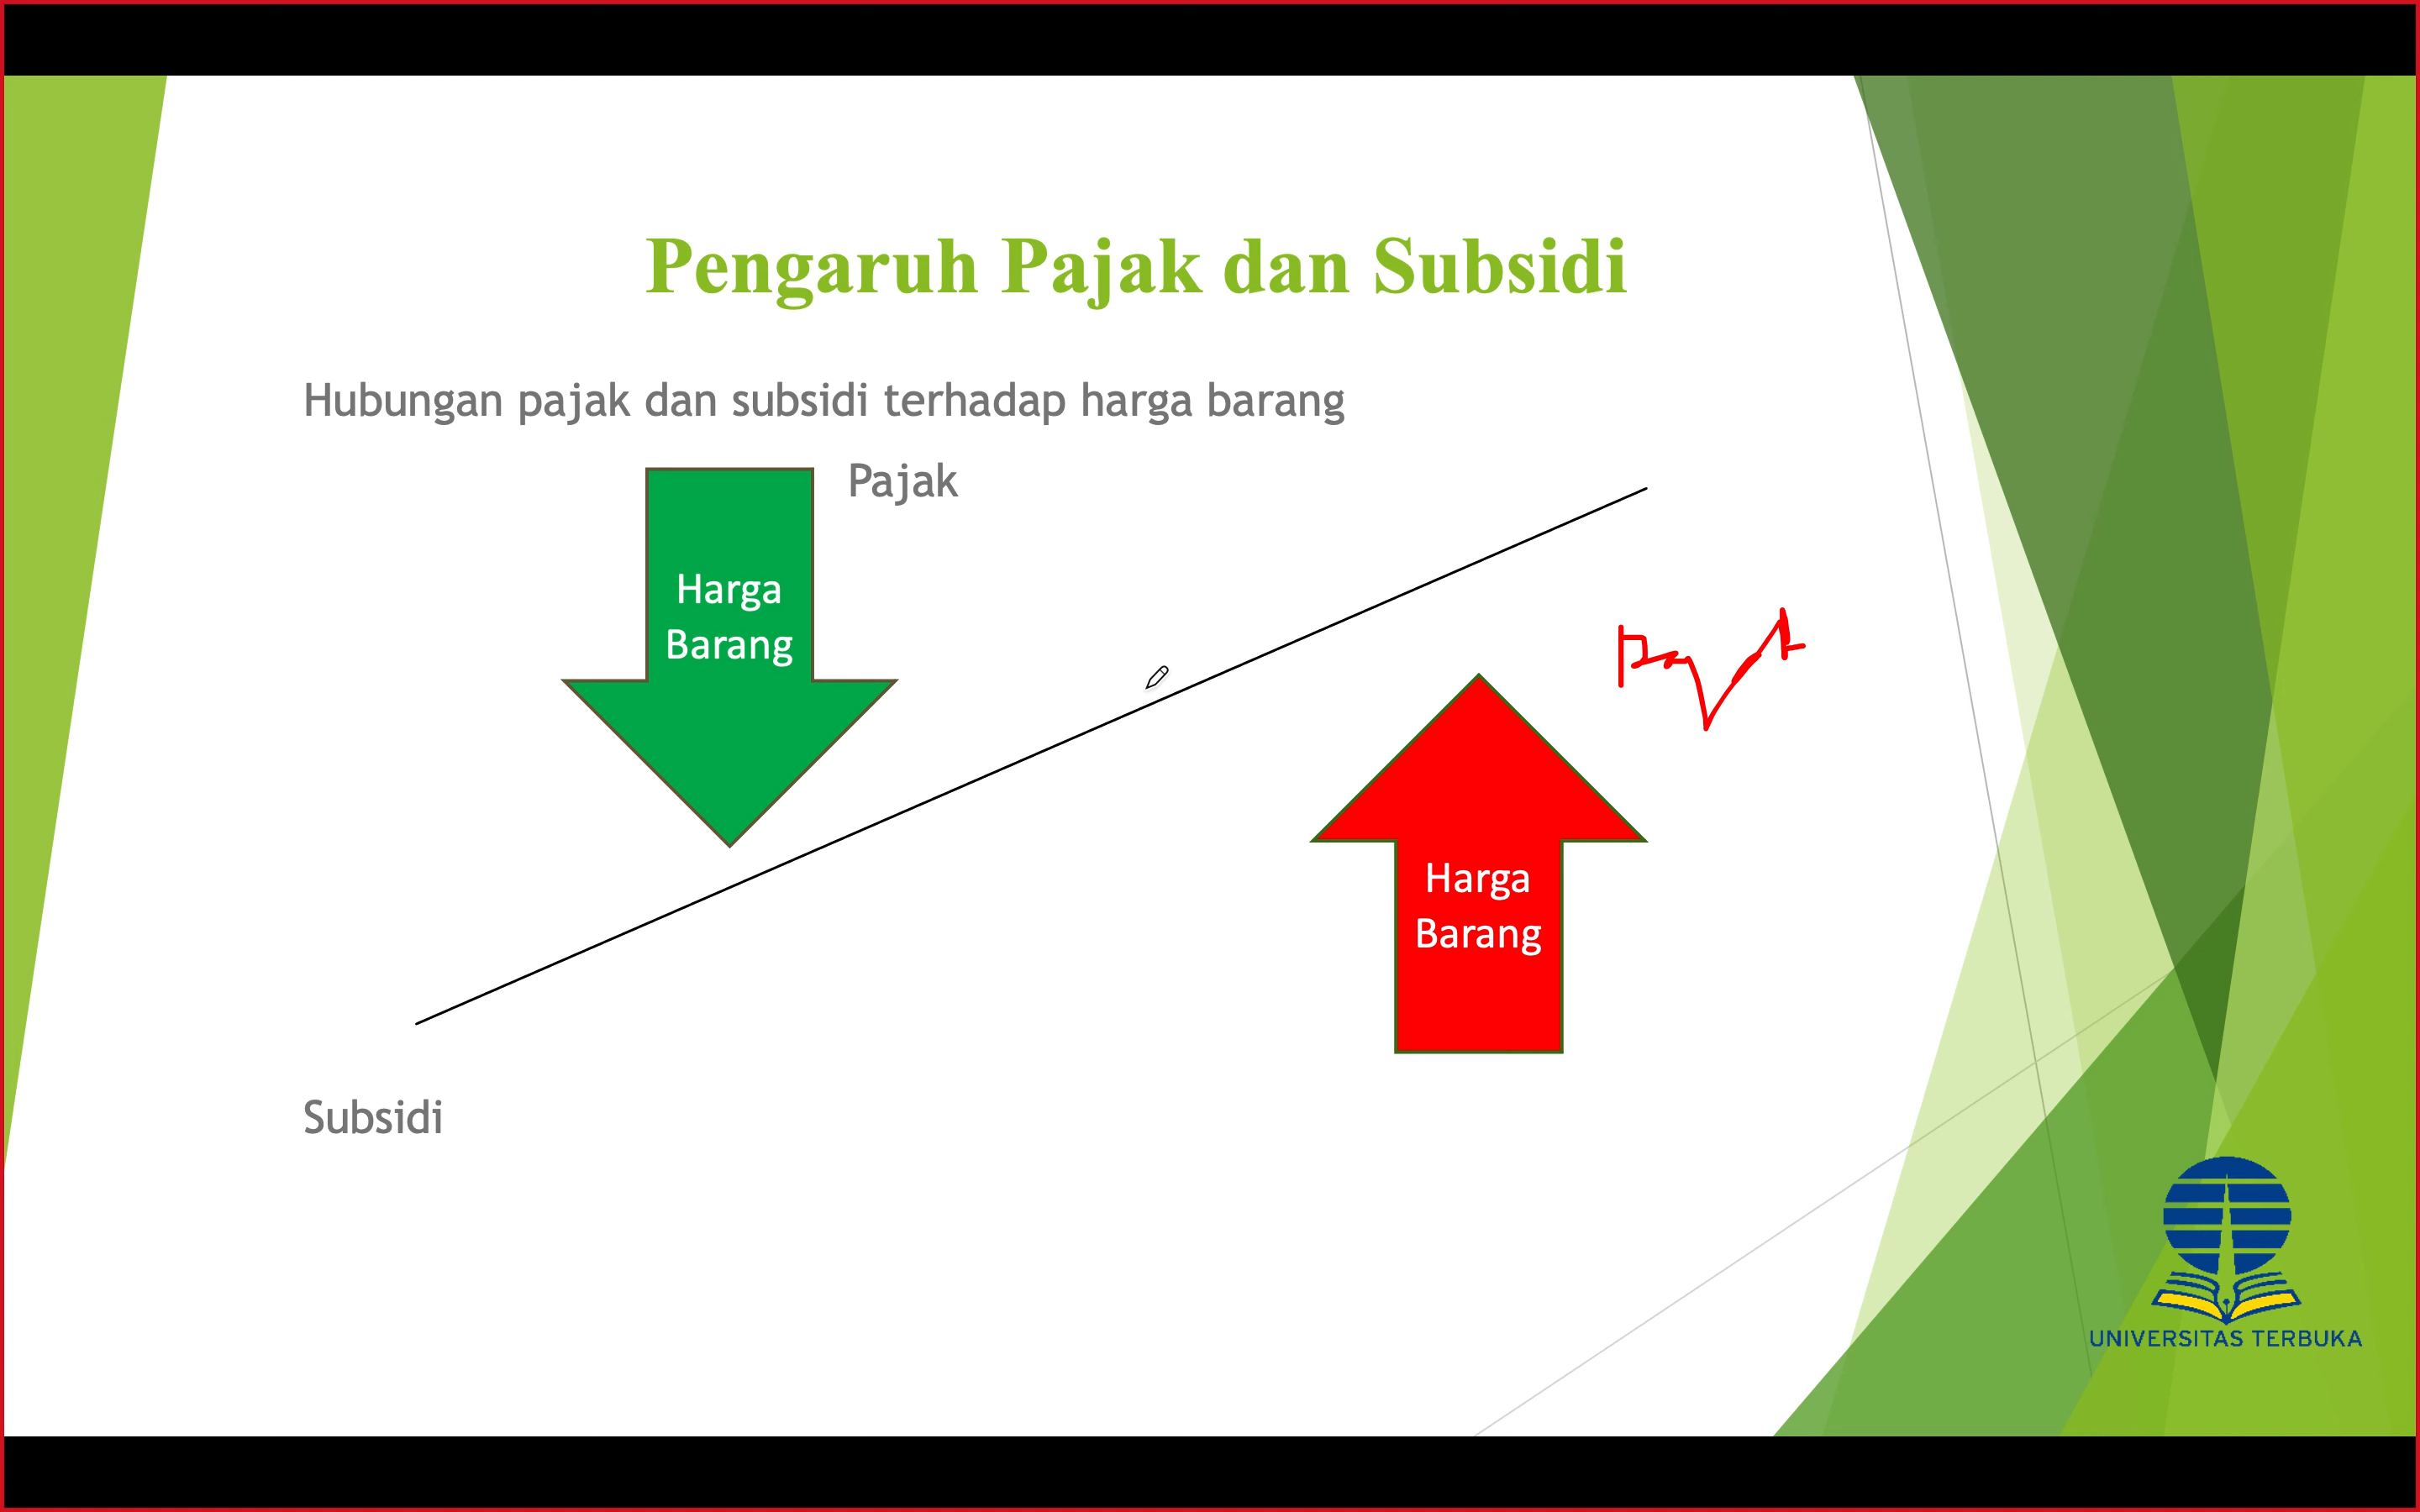 Pengaruh Pajak dan Subsidi
Hubungan pajak dan subsidi terhadap harga barang
Pajak
Harga
Barang
Harga
Barang
Subsidi
UNIVERSITAS TERBUKA